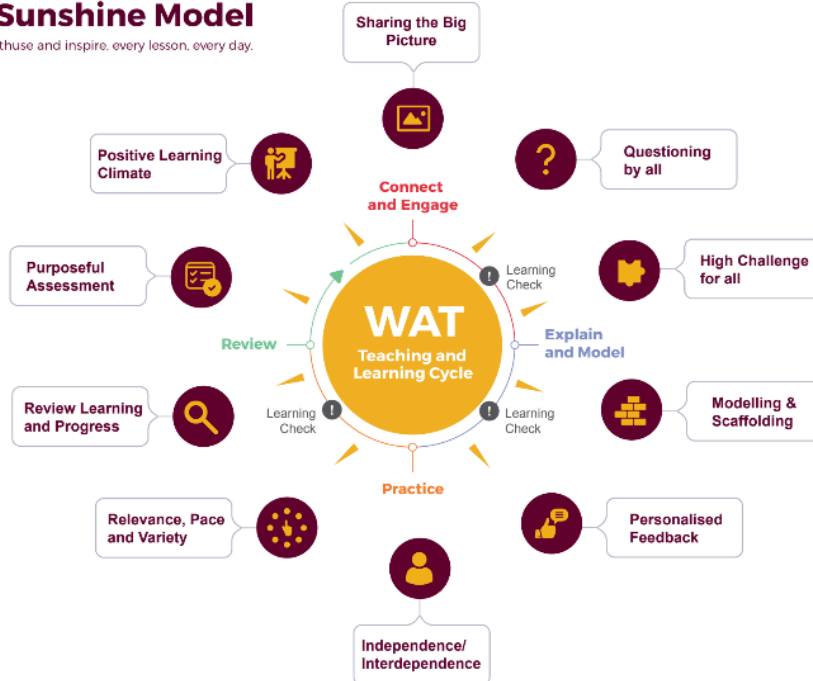 Sunshine Model
thuse and inspire, every lesson, every day.
Sharing the Big
Picture
Positive Learning
Climate
Questioning
by all
Connect
and Engage
Purposeful
Assessment
High Challenge
for all
Learning
Check
WAT
Teaching and
Learning Cycle
Review
Explain
and Model
Review Learning
and Progress
Learning
Check
Learning
Check
Modelling &
Scaffolding
Practice
Relevance, Pace
and Variety
Personalised
Feedback
Independence/
Interdependence